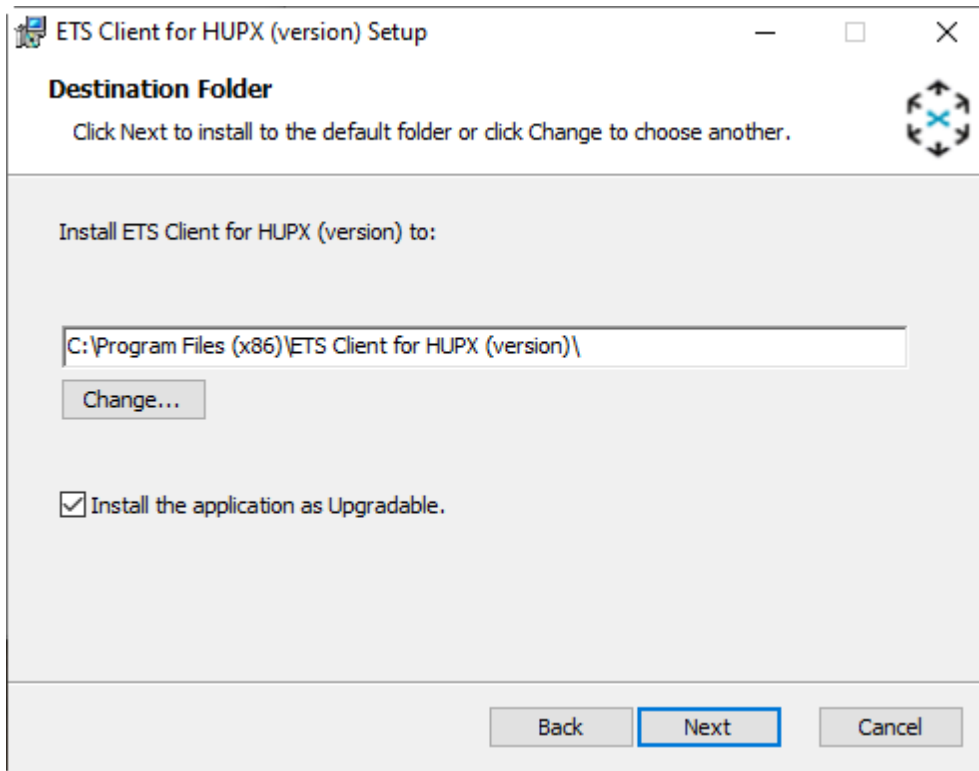 ETS Client for HUPX (version) Setup
Destination Folder
Click Next to install to the default folder or click Change to choose another.
Install ETS Client for HUPX (version) to:
C:\Program Files (x86)\ETS Client for HUPX (version)\
Change...
Install the application as Upgradable.
Back Next Cancel